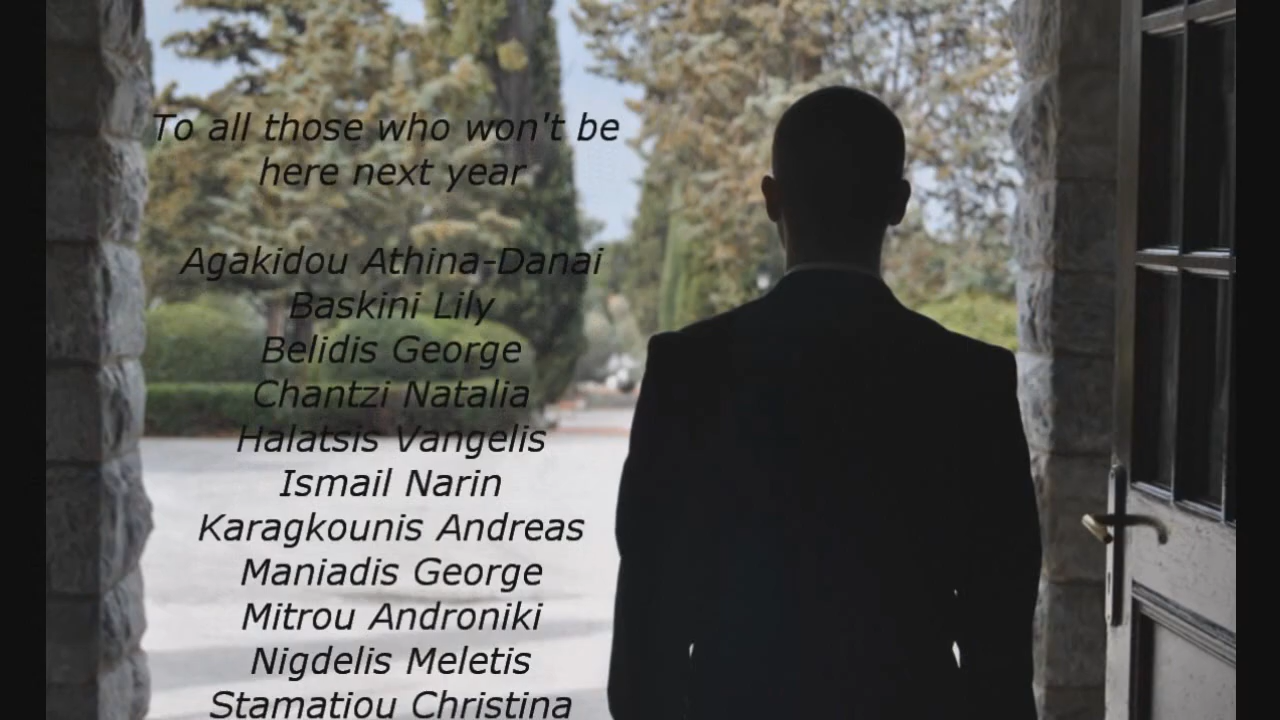 To all those who won't be
here next year
Agakidou Athina-Danai
Baskini Lily
Belidis George
Chantzi Natalia
Halatsis Vangelis
Ismail Narin
Karagkounis Andreas
Maniadis George
Mitrou Androniki
Nigdelis Meletis
Stamatiou Christina